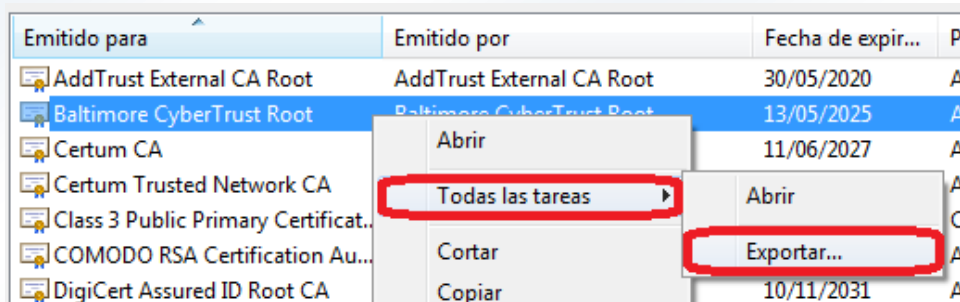 Emitido para Emitido por Fecha de expir... P
AddTrust External CA Root AddTrust External CA Root 30/05/2020 A
Baltimore CyberTrust Root Baltimore CyberTrust Root 13/05/2025 A
Abrir
Certum CA 11/06/2027 A
Certum Trusted Network CA Todas las tareas Abrir A
Class 3 Public Primary Certificat... C
COMODO RSA Certification Au... Cortar Exportar... A
DigiCert Assured ID Root CA Copiar 10/11/2031 A